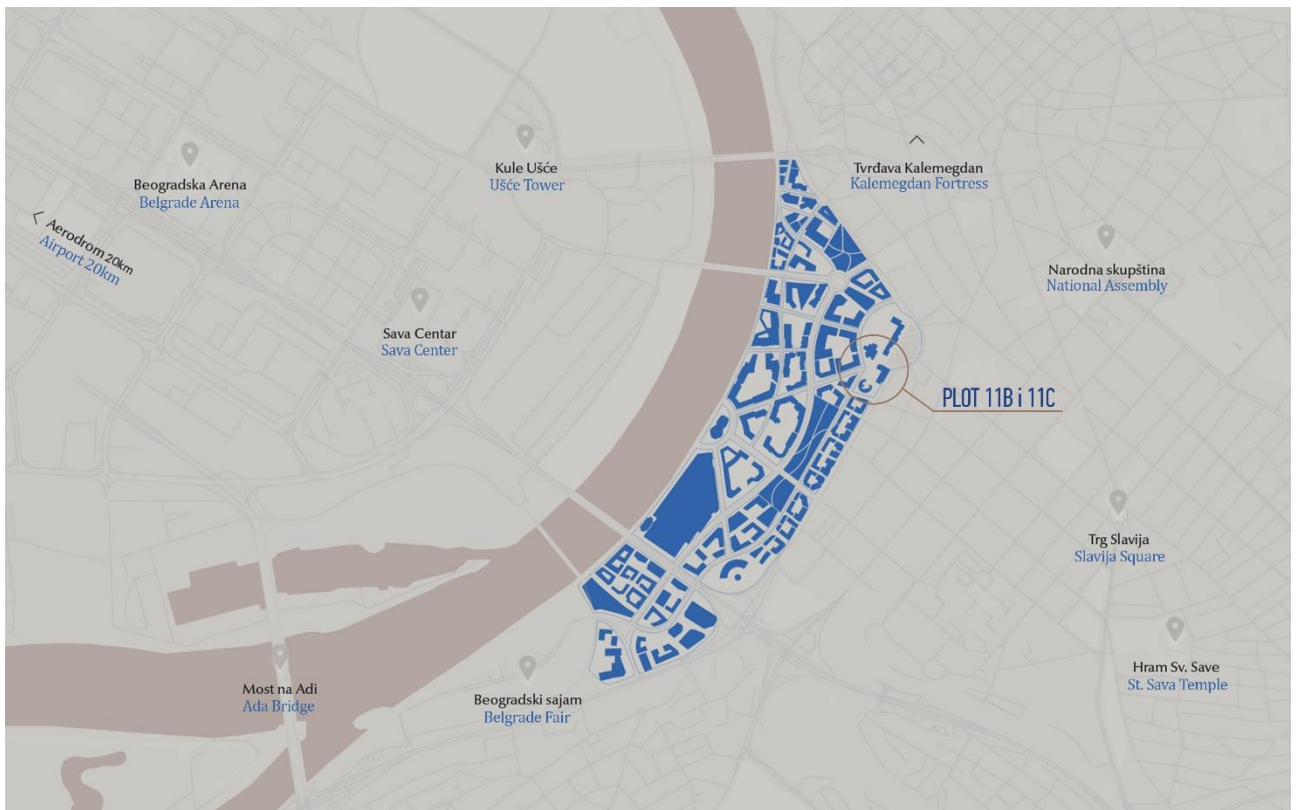 Kule Ušće
Ušće Tower
Tvrđava Kalemegdan
Kalemegdan Fortress
Beogradska Arena
Belgrade Arena
Aerodrom 20km
Airport 20km
Narodna skupština
National Assembly
Sava Centar
Sava Center
PLOT 11B i 11C
Trg Slavija
Slavija Square
Hram Sv. Save
St. Sava Temple
Most na Adi
Ada Bridge
Beogradski sajam
Belgrade Fair